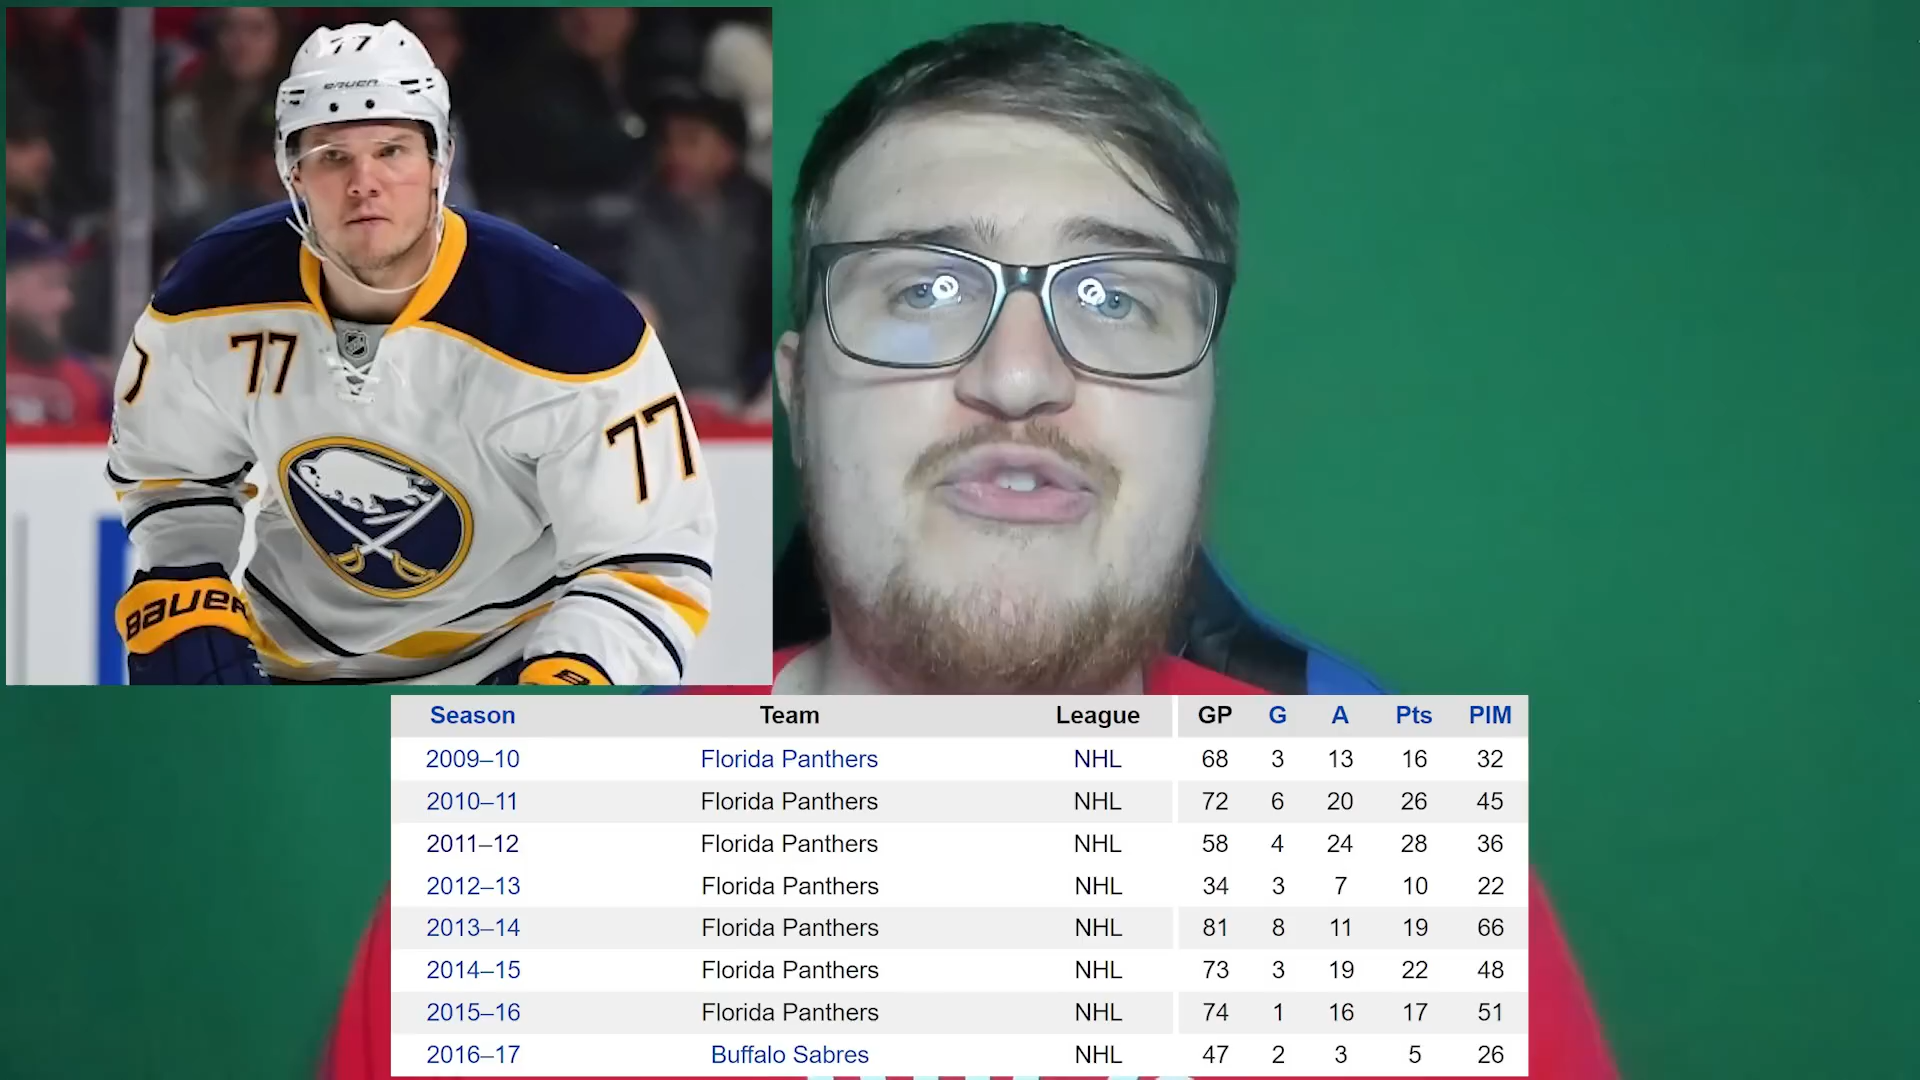 77
BAUER
77
77
BAUER
Season Team League GP G A Pts PIM
2009–10 Florida Panthers NHL 68 3 13 16 32
2010–11 Florida Panthers NHL 72 6 20 26 45
2011–12 Florida Panthers NHL 58 4 24 28 36
2012–13 Florida Panthers NHL 34 3 7 10 22
2013–14 Florida Panthers NHL 81 8 11 19 66
2014–15 Florida Panthers NHL 73 3 19 22 48
2015–16 Florida Panthers NHL 74 1 16 17 51
2016–17 Buffalo Sabres NHL 47 2 3 5 26